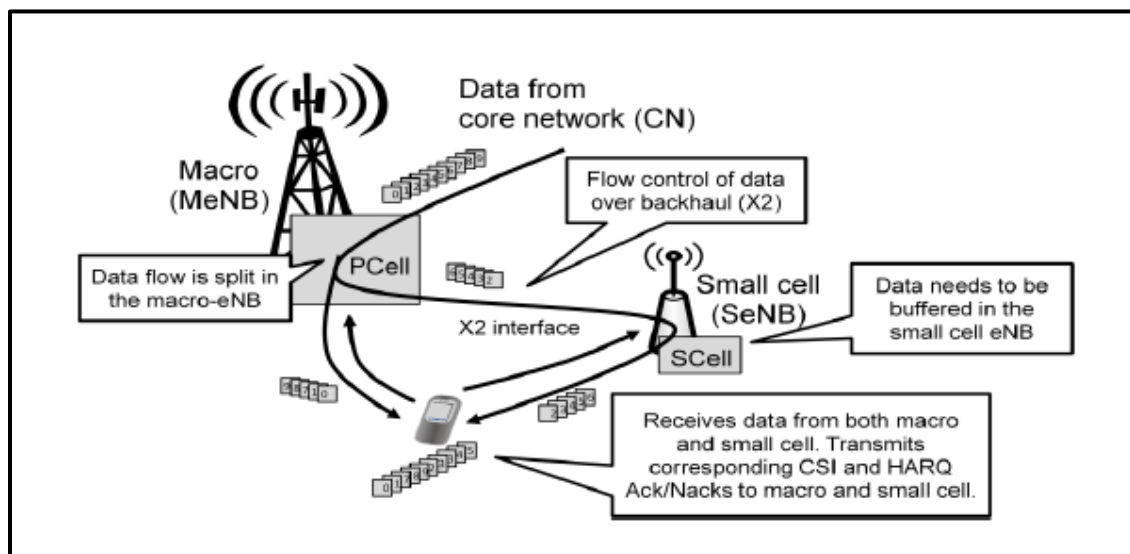 Data from
core network (CN)
Macro
(MeNB)
Flow control of data
over backhaul (X2)
Data flow is split in
the macro-eNB
PCell
Small cell
(SeNB)
Data needs to be
buffered in the
small cell eNB
X2 interface
SCell
Receives data from both macro
and small cell. Transmits
corresponding CSI and HARQ
Ack/Nacks to macro and small cell.